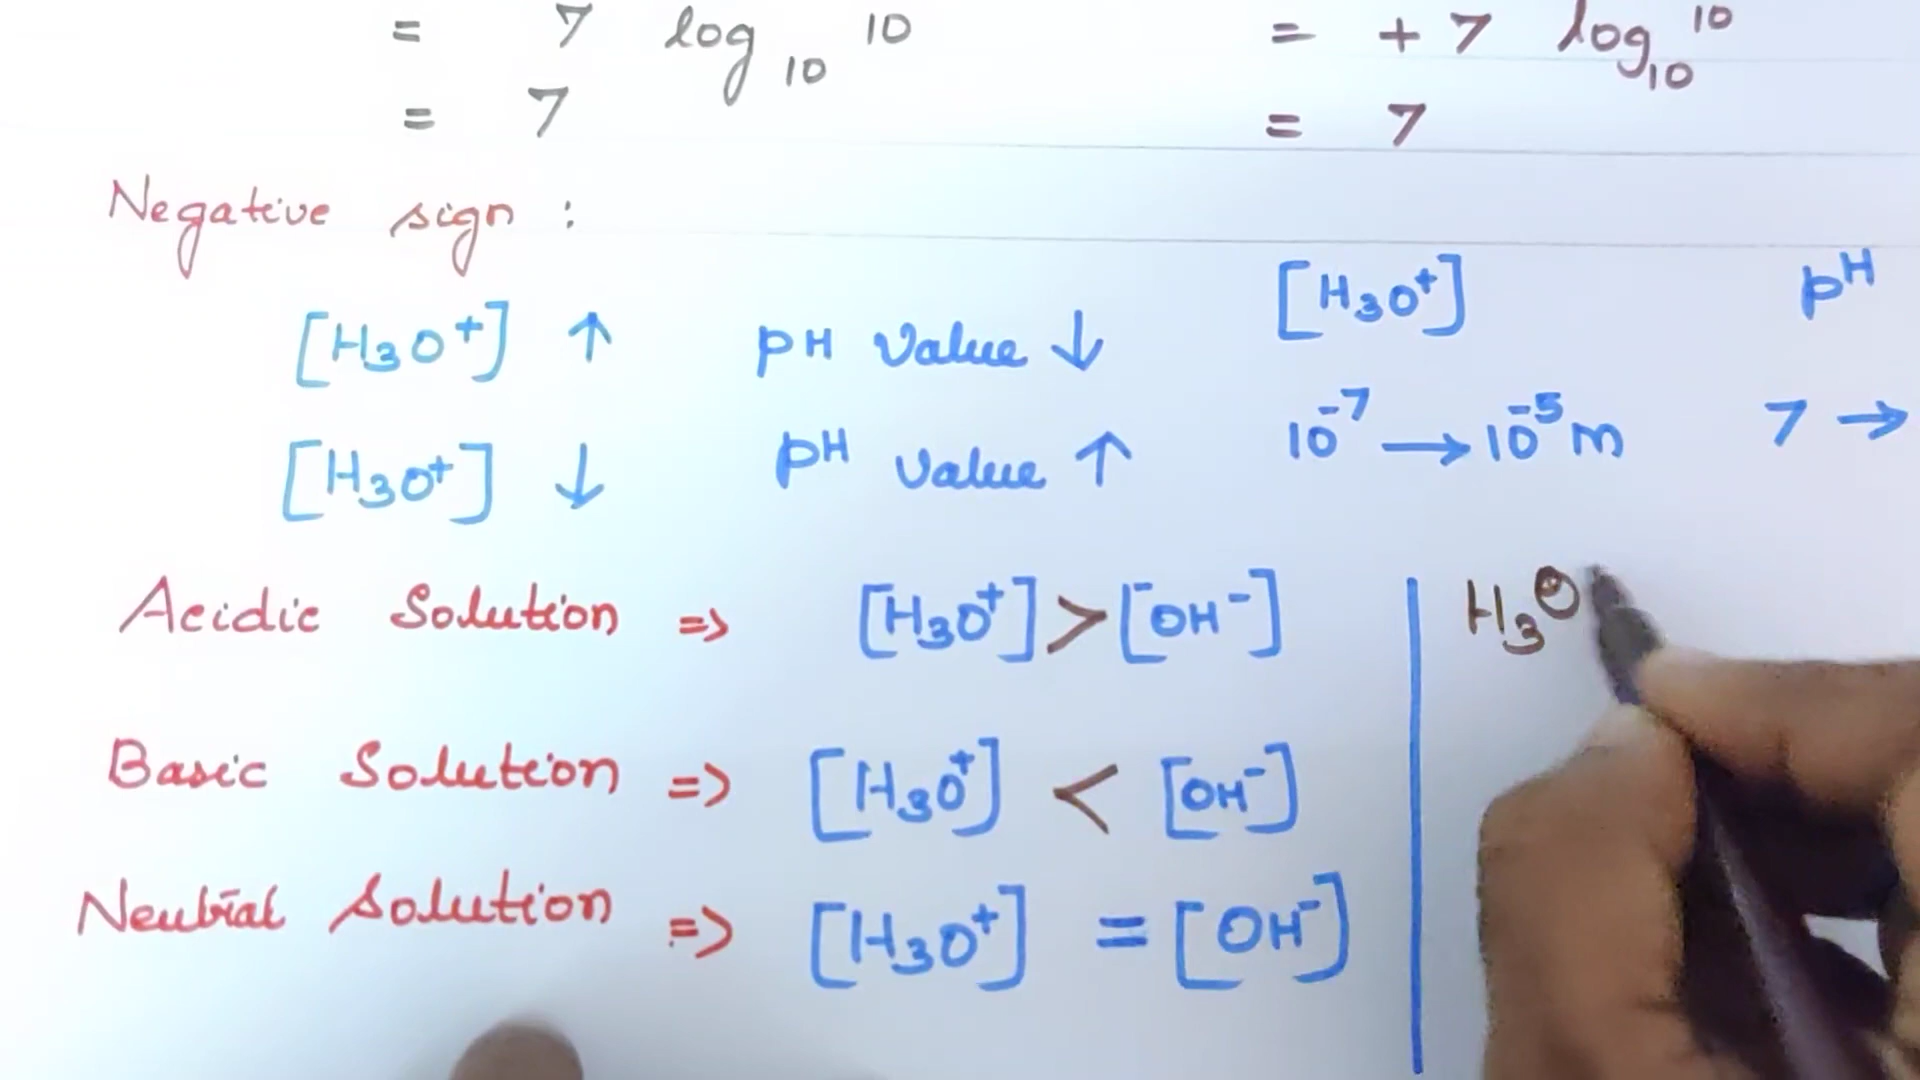 = 7 log₁₀ 10 = + 7 log₁₀ 10
= 7 = 7
Negative sign :
[H₃O⁺] pH
[H₃O⁺] ↑ pH Value ↓
10⁻⁷ → 10⁻⁵ m 7 →
[H₃O⁺] ↓ pH Value ↑
Acidic Solution => [H₃O⁺] > [⁻OH⁻] H₃O
Basic Solution => [H₃O⁺] < [OH⁻]
Neutral Solution => [H₃O⁺] = [OH⁻]